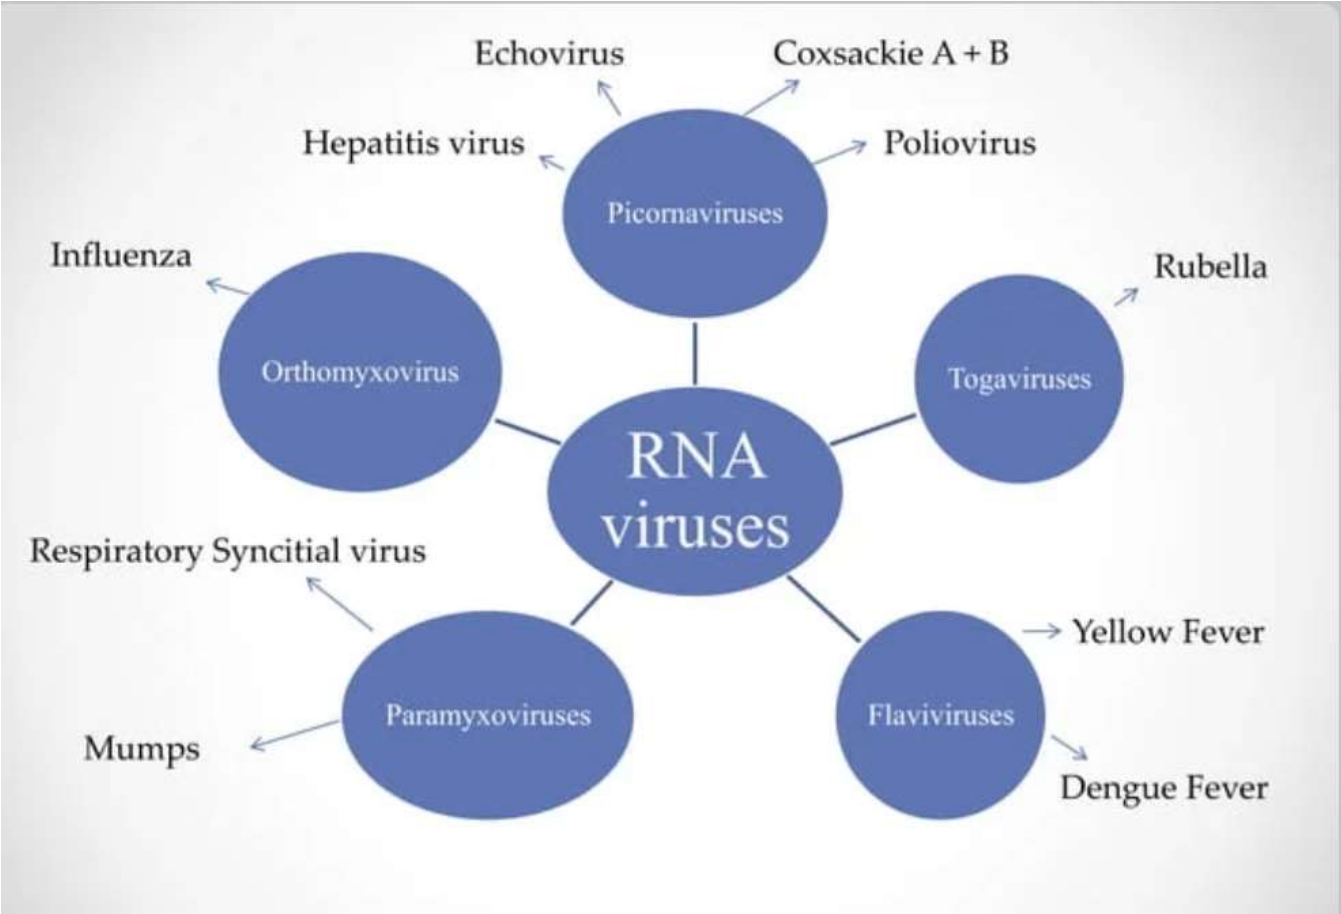 Echovirus
Coxsackie A + B
Hepatitis virus
Poliovirus
Picornaviruses
Influenza
Rubella
Orthomyxovirus
Togaviruses
RNA
viruses
Respiratory Syncitial virus
Yellow Fever
Paramyxoviruses
Flaviviruses
Mumps
Dengue Fever